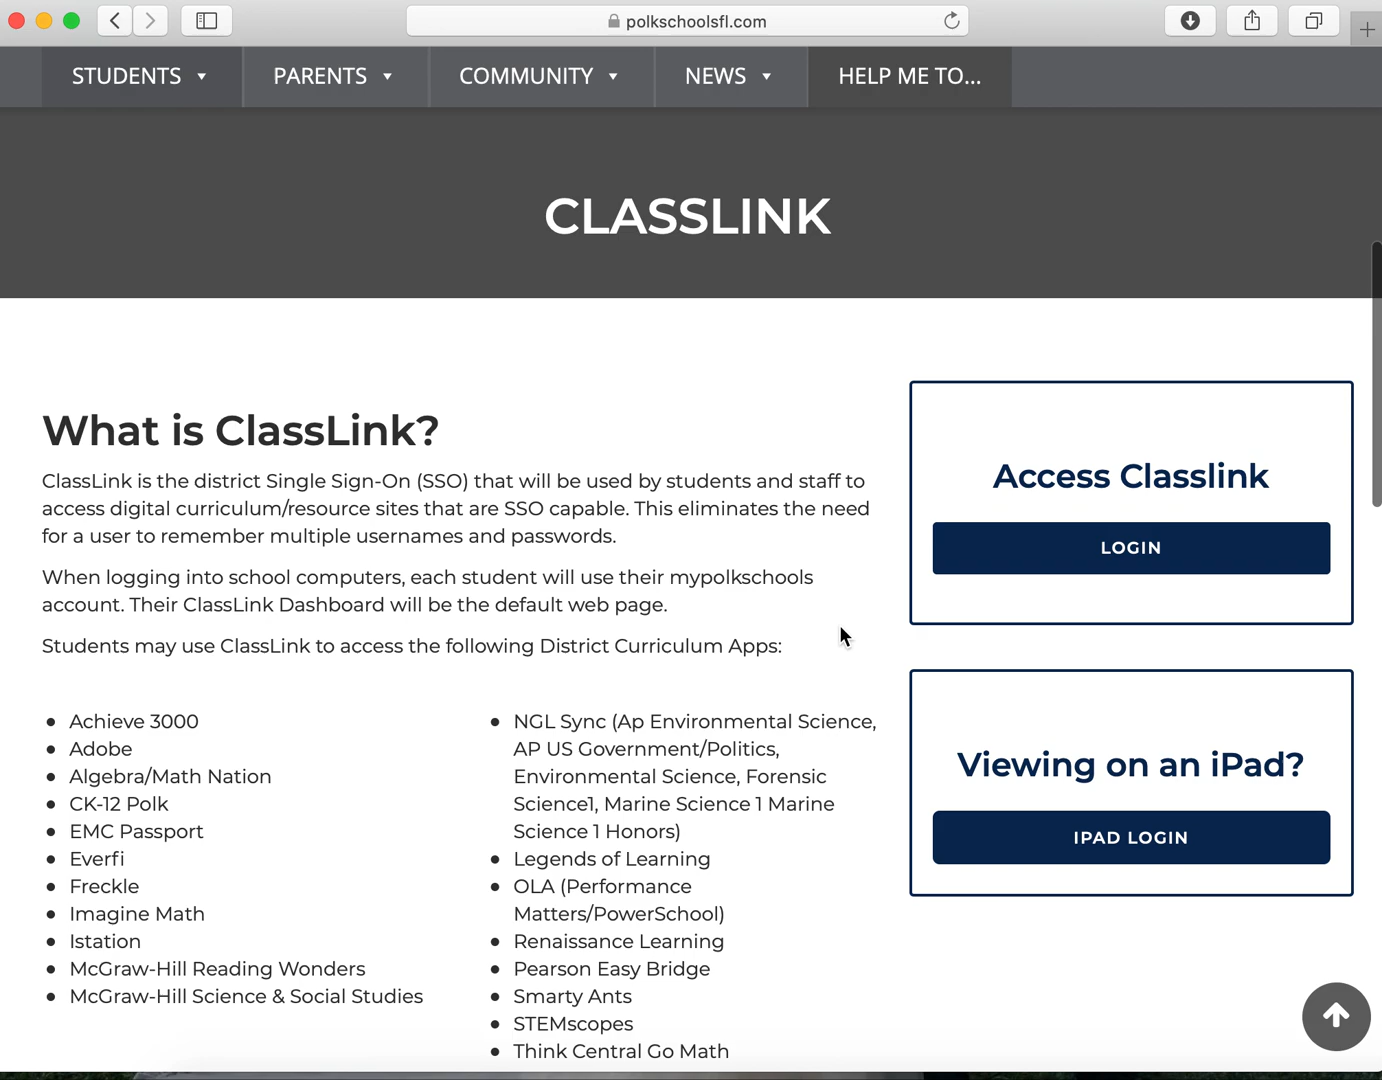 polkschoolsfl.com
STUDENTS
PARENTS
COMMUNITY
NEWS
HELP ME TO...
CLASSLINK
What is ClassLink?
ClassLink is the district Single Sign-On (SSO) that will be used by students and staff to
access digital curriculum/resource sites that are SSO capable. This eliminates the need
for a user to remember multiple usernames and passwords.
When logging into school computers, each student will use their mypolkschools
account. Their ClassLink Dashboard will be the default web page.
Students may use ClassLink to access the following District Curriculum Apps:
• Achieve 3000
• Adobe
• Algebra/Math Nation
• CK-12 Polk
• EMC Passport
• Everfi
• Freckle
• Imagine Math
• Istation
• McGraw-Hill Reading Wonders
• McGraw-Hill Science & Social Studies
• NGL Sync (Ap Environmental Science,
AP US Government/Politics,
Environmental Science, Forensic
Science1, Marine Science 1 Marine
Science 1 Honors)
• Legends of Learning
• OLA (Performance
Matters/PowerSchool)
• Renaissance Learning
• Pearson Easy Bridge
• Smarty Ants
• STEMscopes
• Think Central Go Math
Access Classlink
LOGIN
Viewing on an iPad?
IPAD LOGIN